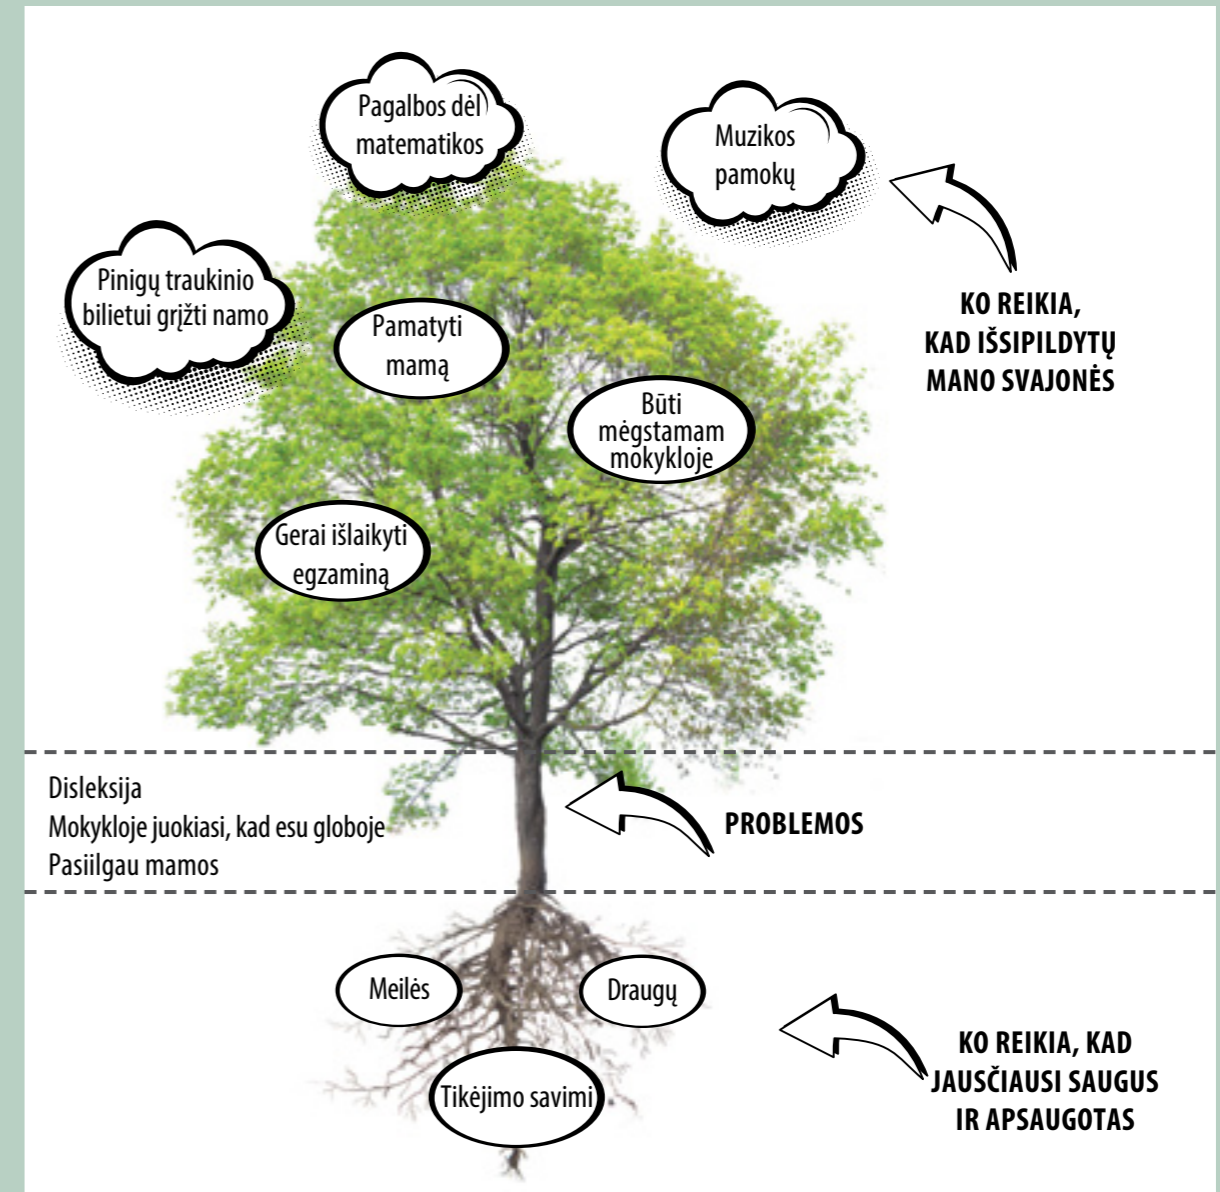 Pagalbos dėl
matematikos
Muzikos
pamokų
Pinigų traukinio
bilietui grįžti namo
KO REIKIA,
KAD IŠSIPILDYTŲ
MANO SVAJONĖS
Pamatyti
mamą
Būti
mėgstamam
mokykloje
Gerai išlaikyti
egzaminą
Disleksija
Mokykloje juokiasi, kad esu globoje
Pasiilgau mamos
PROBLEMOS
Meilės
Draugų
Tikėjimo savimi
KO REIKIA, KAD
JAUSČIAUSI SAUGUS
IR APSAUGOTAS